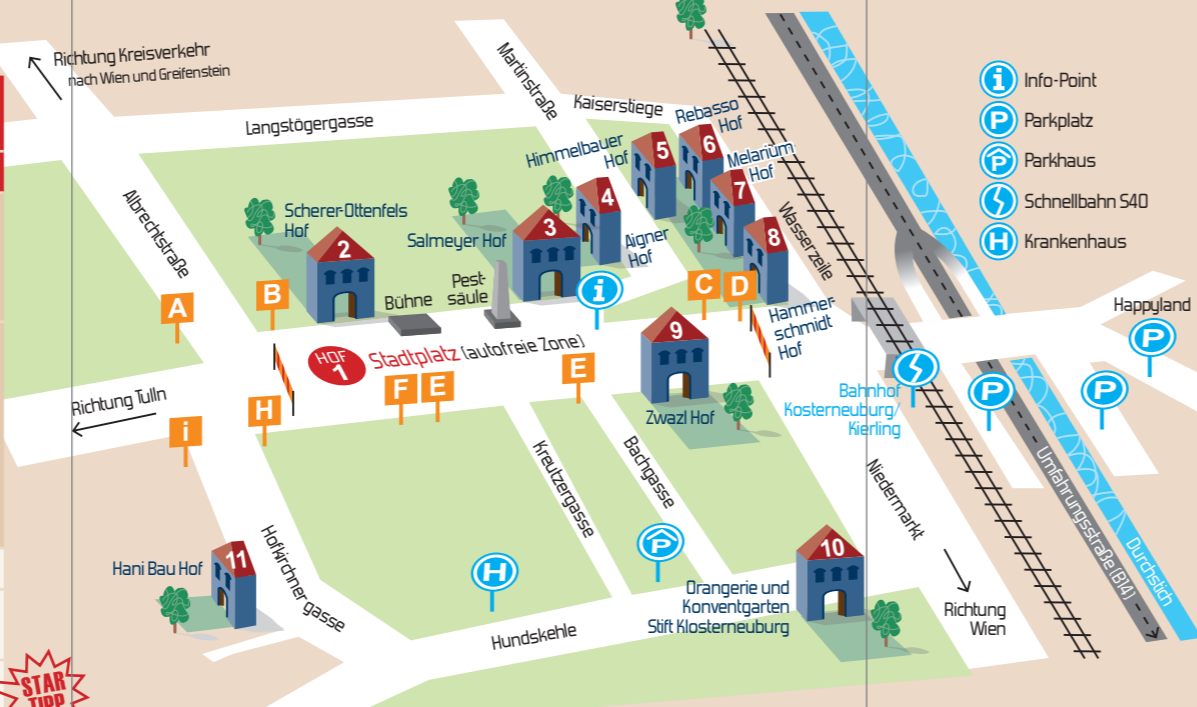 Richtung Kreisverkehr
nach Wien und Greifenstein
Langstögergasse
Martinstraße
Kaiserstiege
Albrechtstraße
Scherer-Ottenfels
Hof
2
Salmeyer Hof
3
Himmelbauer
Hof
5
4
Aigner
Hof
Rebasso
Hof
6
Melarium
Hof
7
8
Hammer-
schmidt
Hof
Wasserzeile
i Info-Point
P Parkplatz
P Parkhaus
Schnellbahn S40
H Krankenhaus
A
B
Bühne
Pest-
säule
i
C
D
HOF
1
Stadtplatz (autofreie Zone)
9
Zwazl Hof
Happyland
P
P
P
Bahnhof
Kosterneuburg/
Kierling
Richtung Tulln
i
H
F
E
E
Kreutzergasse
Bachgasse
Niedermarkt
Umfahrungsstraße (B14)
Durchstich
Hofkirchnergasse
11
Hani Bau Hof
H
P
10
Orangerie und
Konventgarten
Stift Klosterneuburg
Hundskehle
Richtung
Wien
STAR
TIPP